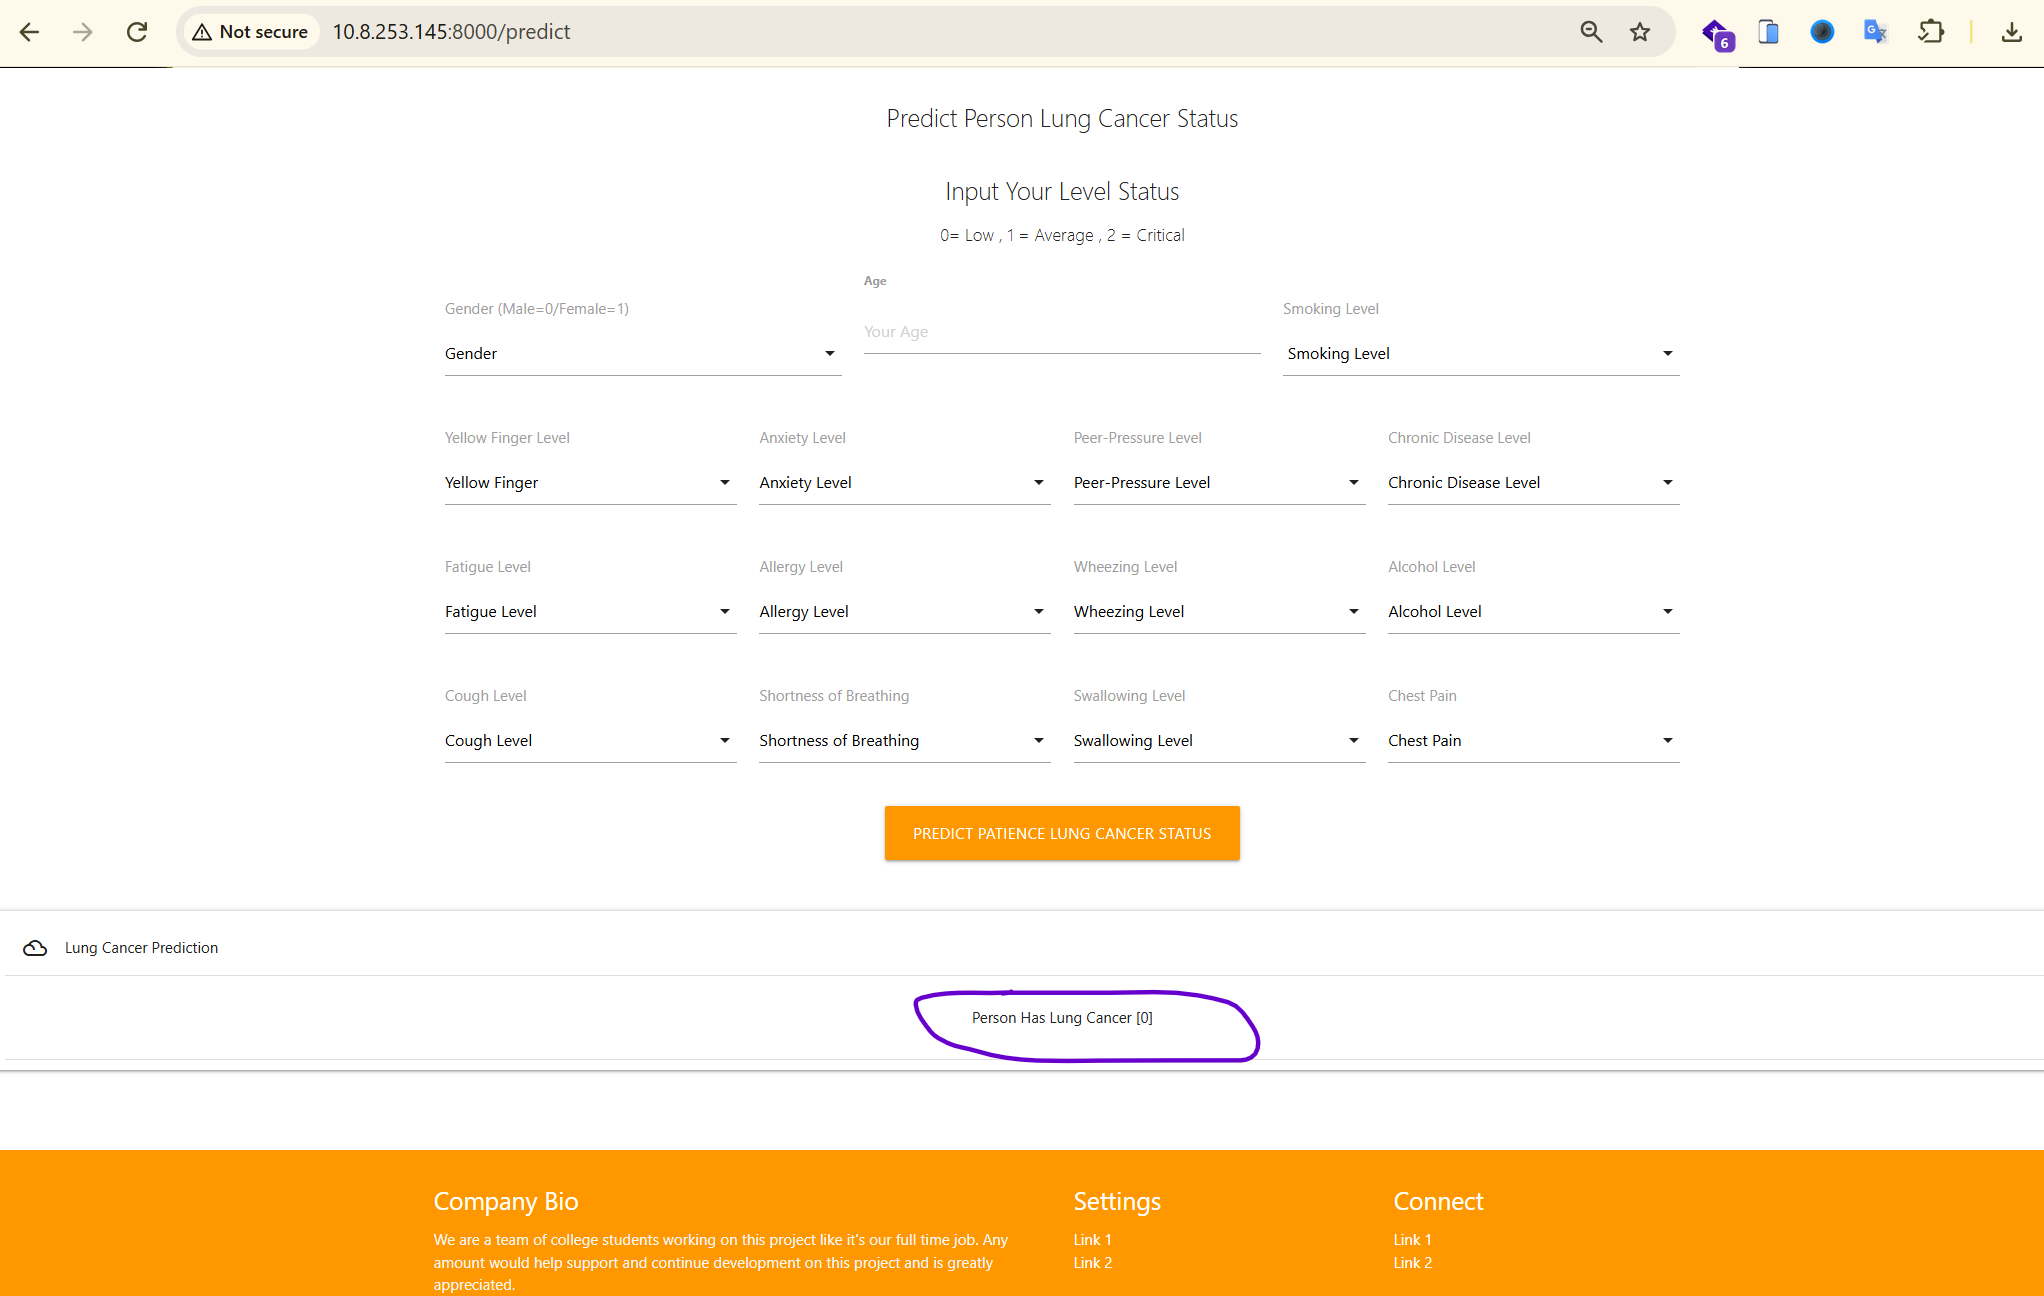 Not secure 10.8.253.145:8000/predict
6
Predict Person Lung Cancer Status
Input Your Level Status
0= Low , 1 = Average , 2 = Critical
Gender (Male=0/Female=1) Age Smoking Level
Gender Your Age Smoking Level
Yellow Finger Level Anxiety Level Peer-Pressure Level Chronic Disease Level
Yellow Finger Anxiety Level Peer-Pressure Level Chronic Disease Level
Fatigue Level Allergy Level Wheezing Level Alcohol Level
Fatigue Level Allergy Level Wheezing Level Alcohol Level
Cough Level Shortness of Breathing Swallowing Level Chest Pain
Cough Level Shortness of Breathing Swallowing Level Chest Pain
PREDICT PATIENCE LUNG CANCER STATUS
Lung Cancer Prediction
Person Has Lung Cancer [0]
Company Bio
We are a team of college students working on this project like it's our full time job. Any
amount would help support and continue development on this project and is greatly
appreciated.
Settings
Link 1
Link 2
Connect
Link 1
Link 2